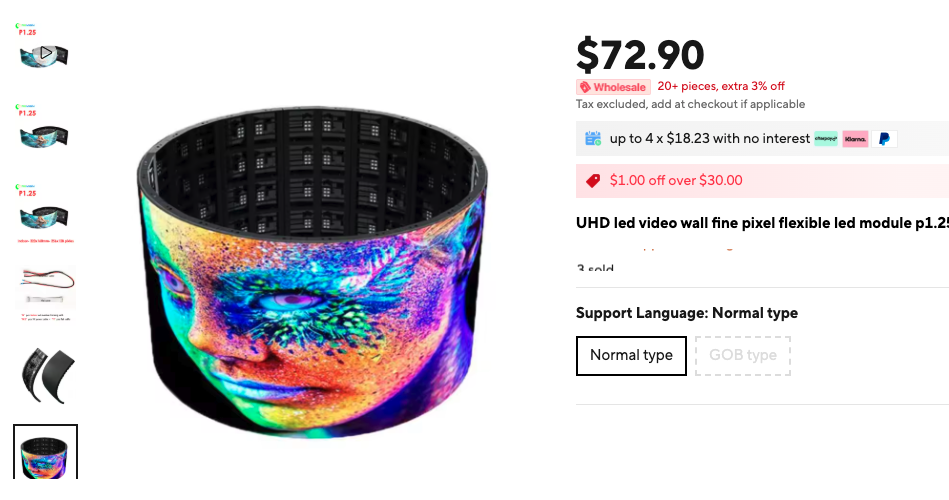 P1.25
P1.25
P1.25
$72.90
Wholesale 20+ pieces, extra 3% off
Tax excluded, add at checkout if applicable
up to 4 x $18.23 with no interest afterpay Klarna.
$1.00 off over $30.00
UHD led video wall fine pixel flexible led module p1.25
3 sold
Support Language: Normal type
Normal type GOB type